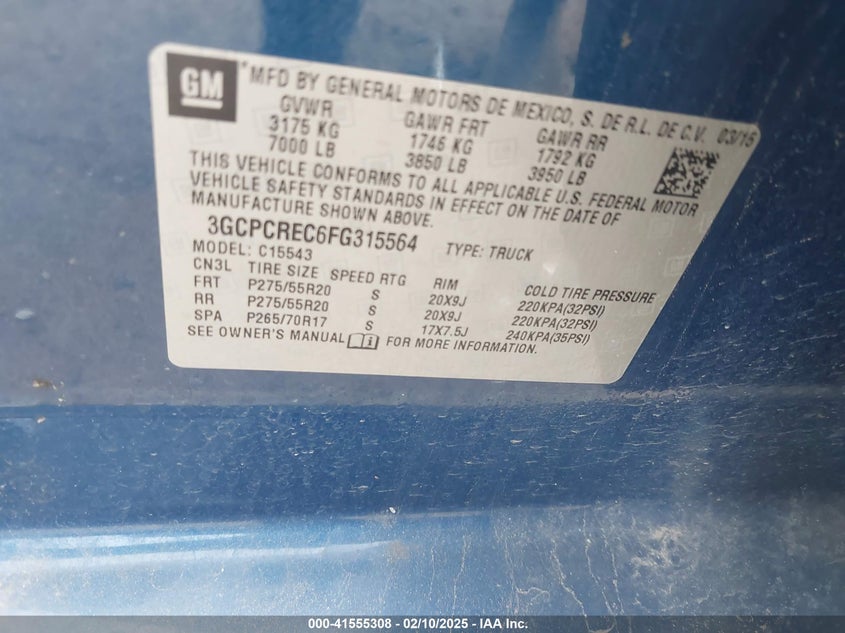 GM *MFD BY GENERAL MOTORS DE MEXICO, S. DE R.L. DE C.V. 03/15
GVWR GAWR FRT GAWR RR
3175 KG 1746 KG 1792 KG
7000 LB 3850 LB 3950 LB
THIS VEHICLE CONFORMS TO ALL APPLICABLE U.S. FEDERAL MOTOR
VEHICLE SAFETY STANDARDS IN EFFECT ON THE DATE OF
MANUFACTURE SHOWN ABOVE.
3GCPCREC6FG315564
MODEL: C15543 TYPE: TRUCK
CN3L TIRE SIZE SPEED RTG RIM COLD TIRE PRESSURE
FRT P275/55R20 S 20X9J 220KPA(32PSI)
RR P275/55R20 S 20X9J 220KPA(32PSI)
SPA P265/70R17 S 17X7.5J 240KPA(35PSI)
SEE OWNER'S MANUAL FOR MORE INFORMATION.
000-41555308 - 02/10/2025 - IAA Inc.